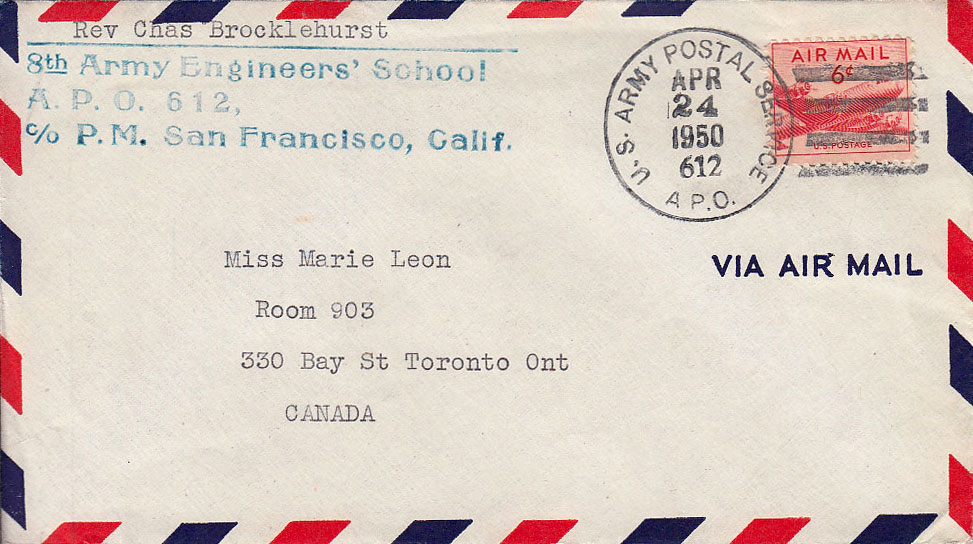 Rev Chas Brocklehurst
8th Army Engineers' School
A. P. O. 612,
c/o P.M. San Francisco, Calif.
U.S. ARMY POSTAL SERVICE
APR
24
1950
612
A P.O.
AIR MAIL
6¢
U.S. POSTAGE
VIA AIR MAIL
Miss Marie Leon
Room 903
330 Bay St Toronto Ont
CANADA